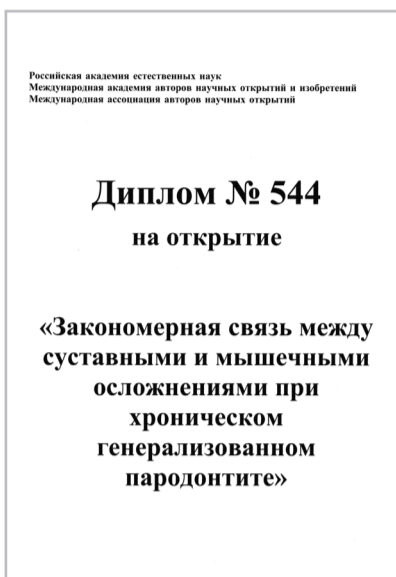 Российская академия естественных наук
Международная академия авторов научных открытий и изобретений
Международная ассоциация авторов научных открытий
Диплом № 544
на открытие
«Закономерная связь между
суставными и мышечными
осложнениями при
хроническом
генерализованном
пародонтите»